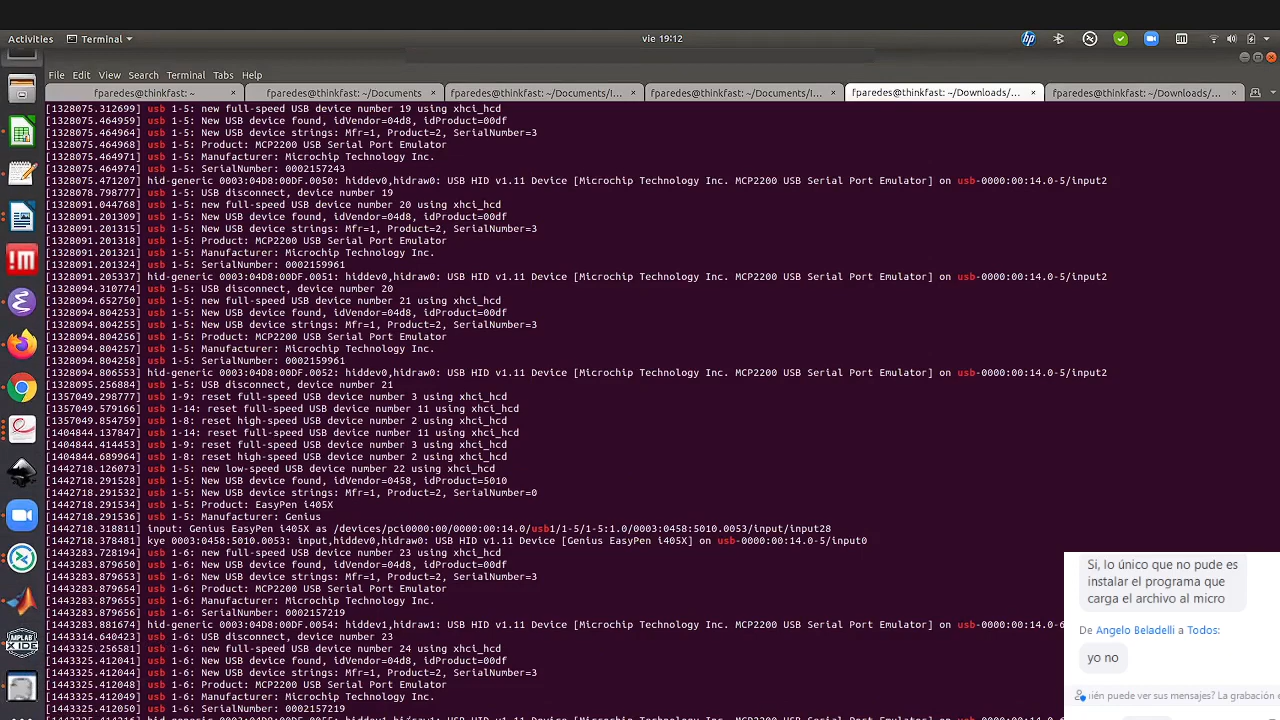 Activities Terminal vie 19:12
File Edit View Search Terminal Tabs Help
fparedes@thinkfast: ~ × fparedes@thinkfast: ~/Documents × fparedes@thinkfast: ~/Documents/I... × fparedes@thinkfast: ~/Documents/I... × fparedes@thinkfast: ~/Downloads/... × fparedes@thinkfast: ~/Downloads/... ×
[1328075.312699] usb 1-5: new full-speed USB device number 19 using xhci_hcd
[1328075.464959] usb 1-5: New USB device found, idVendor=04d8, idProduct=00df
[1328075.464964] usb 1-5: New USB device strings: Mfr=1, Product=2, SerialNumber=3
[1328075.464968] usb 1-5: Product: MCP2200 USB Serial Port Emulator
[1328075.464971] usb 1-5: Manufacturer: Microchip Technology Inc.
[1328075.464974] usb 1-5: SerialNumber: 0002157243
[1328075.471207] hid-generic 0003:04D8:00DF.0050: hiddev0,hidraw0: USB HID v1.11 Device [Microchip Technology Inc. MCP2200 USB Serial Port Emulator] on usb-0000:00:14.0-5/input2
[1328075.798777] usb 1-5: USB disconnect, device number 19
[1328091.044768] usb 1-5: new full-speed USB device number 20 using xhci_hcd
[1328091.201309] usb 1-5: New USB device found, idVendor=04d8, idProduct=00df
[1328091.201315] usb 1-5: New USB device strings: Mfr=1, Product=2, SerialNumber=3
[1328091.201318] usb 1-5: Product: MCP2200 USB Serial Port Emulator
[1328091.201321] usb 1-5: Manufacturer: Microchip Technology Inc.
[1328091.201324] usb 1-5: SerialNumber: 0002159961
[1328091.205337] hid-generic 0003:04D8:00DF.0051: hiddev0,hidraw0: USB HID v1.11 Device [Microchip Technology Inc. MCP2200 USB Serial Port Emulator] on usb-0000:00:14.0-5/input2
[1328094.310774] usb 1-5: USB disconnect, device number 20
[1328094.652750] usb 1-5: new full-speed USB device number 21 using xhci_hcd
[1328094.804253] usb 1-5: New USB device found, idVendor=04d8, idProduct=00df
[1328094.804255] usb 1-5: New USB device strings: Mfr=1, Product=2, SerialNumber=3
[1328094.804256] usb 1-5: Product: MCP2200 USB Serial Port Emulator
[1328094.804257] usb 1-5: Manufacturer: Microchip Technology Inc.
[1328094.804258] usb 1-5: SerialNumber: 0002159961
[1328094.806553] hid-generic 0003:04D8:00DF.0052: hiddev0,hidraw0: USB HID v1.11 Device [Microchip Technology Inc. MCP2200 USB Serial Port Emulator] on usb-0000:00:14.0-5/input2
[1328095.256884] usb 1-5: USB disconnect, device number 21
[1357049.298777] usb 1-9: reset full-speed USB device number 3 using xhci_hcd
[1357049.579166] usb 1-14: reset full-speed USB device number 11 using xhci_hcd
[1357049.854759] usb 1-8: reset high-speed USB device number 2 using xhci_hcd
[1404844.137847] usb 1-14: reset full-speed USB device number 11 using xhci_hcd
[1404844.414453] usb 1-9: reset full-speed USB device number 3 using xhci_hcd
[1404844.689964] usb 1-8: reset high-speed USB device number 2 using xhci_hcd
[1442718.126073] usb 1-5: new low-speed USB device number 22 using xhci_hcd
[1442718.291528] usb 1-5: New USB device found, idVendor=0458, idProduct=5010
[1442718.291532] usb 1-5: New USB device strings: Mfr=1, Product=2, SerialNumber=0
[1442718.291534] usb 1-5: Product: EasyPen i405X
[1442718.291536] usb 1-5: Manufacturer: Genius
[1442718.318811] input: Genius EasyPen i405X as /devices/pci0000:00/0000:00:14.0/usb1/1-5/1-5:1.0/0003:0458:5010.0053/input/input28
[1442718.378481] kye 0003:0458:5010.0053: input,hiddev0,hidraw0: USB HID v1.11 Device [Genius EasyPen i405X] on usb-0000:00:14.0-5/input0
[1443283.728194] usb 1-6: new full-speed USB device number 23 using xhci_hcd
[1443283.879650] usb 1-6: New USB device found, idVendor=04d8, idProduct=00df
[1443283.879653] usb 1-6: New USB device strings: Mfr=1, Product=2, SerialNumber=3
[1443283.879654] usb 1-6: Product: MCP2200 USB Serial Port Emulator
[1443283.879655] usb 1-6: Manufacturer: Microchip Technology Inc.
[1443283.879656] usb 1-6: SerialNumber: 0002157219
[1443283.881674] hid-generic 0003:04D8:00DF.0054: hiddev1,hidraw1: USB HID v1.11 Device [Microchip Technology Inc. MCP2200 USB Serial Port Emulator] on usb-0000:00:14.0-6
[1443314.640423] usb 1-6: USB disconnect, device number 23
[1443325.256581] usb 1-6: new full-speed USB device number 24 using xhci_hcd
[1443325.412041] usb 1-6: New USB device found, idVendor=04d8, idProduct=00df
[1443325.412044] usb 1-6: New USB device strings: Mfr=1, Product=2, SerialNumber=3
[1443325.412048] usb 1-6: Product: MCP2200 USB Serial Port Emulator
[1443325.412049] usb 1-6: Manufacturer: Microchip Technology Inc.
[1443325.412050] usb 1-6: SerialNumber: 0002157219
Si, lo único que no pude es
instalar el programa que
carga el archivo al micro
De Angelo Beladelli a Todos:
yo no
ién puede ver sus mensajes? La grabación e